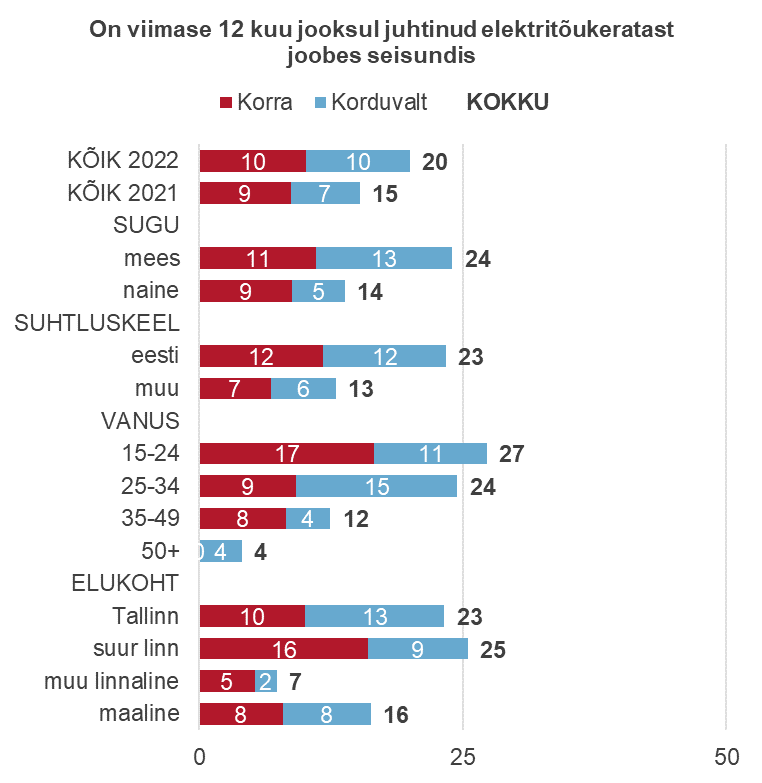 On viimase 12 kuu jooksul juhtinud elektritõukeratast
joobes seisundis
Korra Korduvalt KOKKU
KÕIK 2022 10 10 20
KÕIK 2021 9 7 15
SUGU
mees 11 13 24
naine 9 5 14
SUHTLUSKEEL
eesti 12 12 23
muu 7 6 13
VANUS
15-24 17 11 27
25-34 9 15 24
35-49 8 4 12
50+ 0 4 4
ELUKOHT
Tallinn 10 13 23
suur linn 16 9 25
muu linnaline 5 2 7
maaline 8 8 16
0 25 50